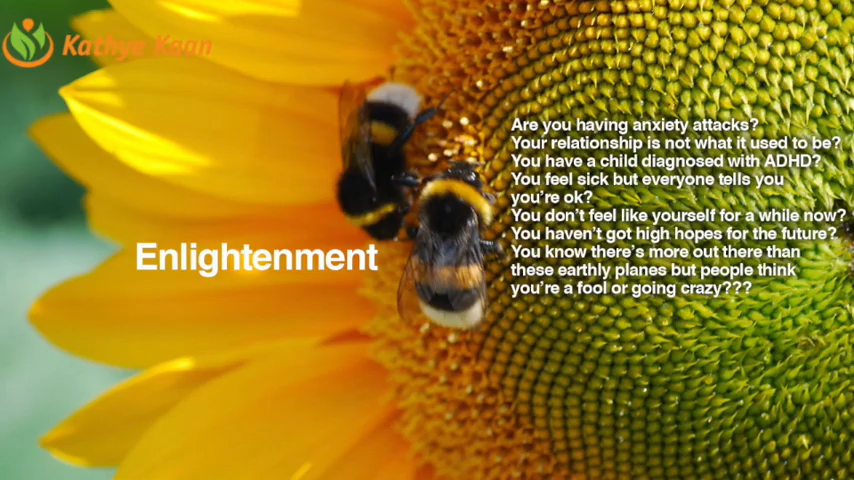 Kathye Kaan
Are you having anxiety attacks?
Your relationship is not what it used to be?
You have a child diagnosed with ADHD?
You feel sick but everyone tells you
you're ok?
You don't feel like yourself for a while now?
You haven't got high hopes for the future?
You know there's more out there than
these earthly planes but people think
you're a fool or going crazy???
Enlightenment